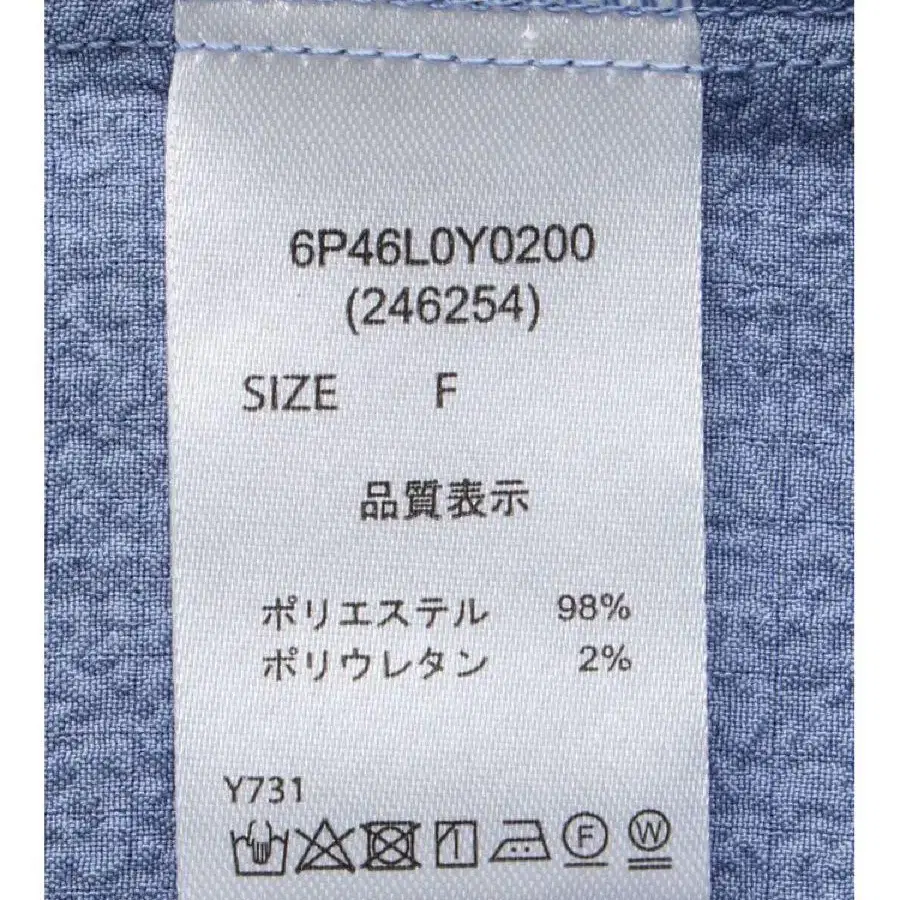 6P46L0Y0200
(246254)
SIZE F
品質表示
ポリエステル 98%
ポリウレタン 2%
Y731
F W